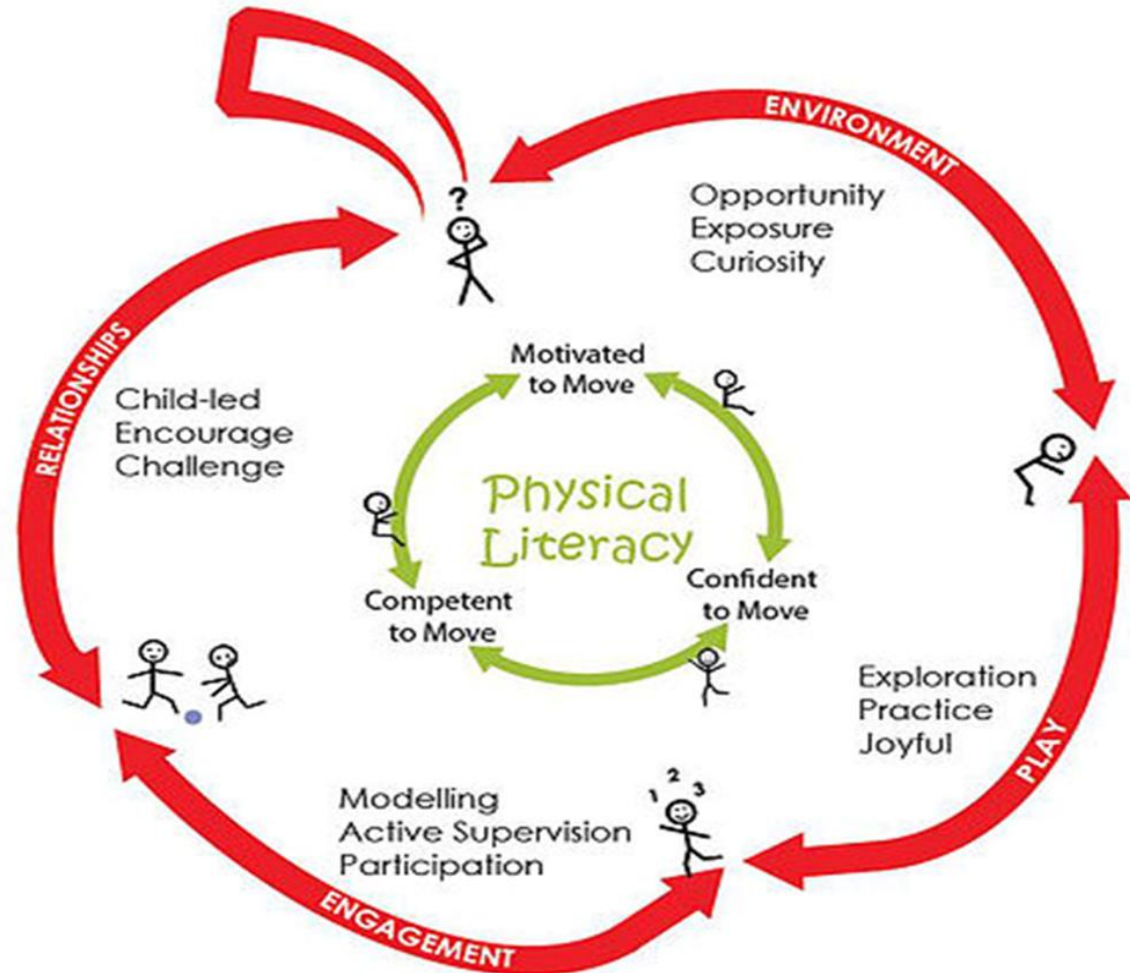 ENVIRONMENT
Opportunity
Exposure
Curiosity
?
RELATIONSHIPS
Child-led
Encourage
Challenge
Motivated
to Move
Physical
Literacy
Competent
to Move
Confident
to Move
Exploration
Practice
Joyful
PLAY
1 2 3
Modelling
Active Supervision
Participation
ENGAGEMENT